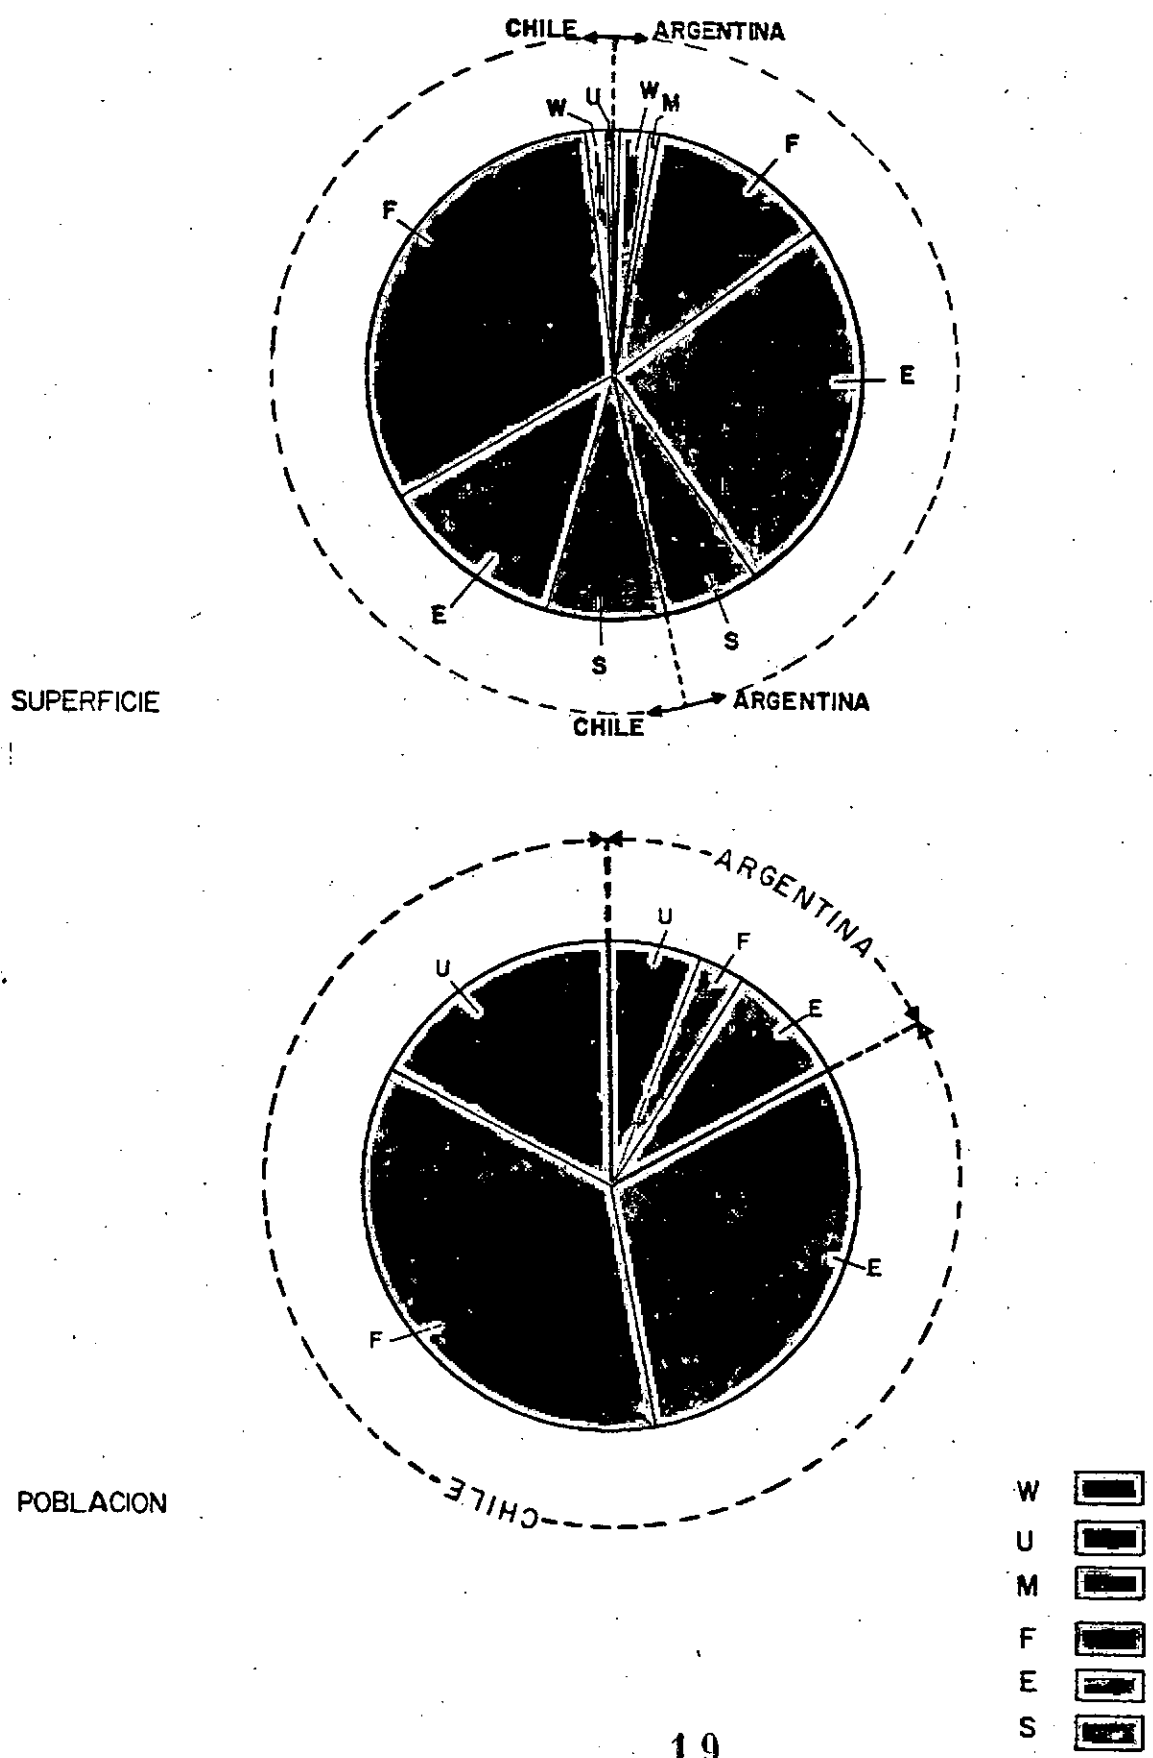 CHILE ARGENTINA
U W
W M
F
F
E
E
S
S
SUPERFICIE
ARGENTINA
CHILE
ARGENTINA
U
F
U
E
E
F
CHILE
POBLACION
W
U
M
F
E
S
19